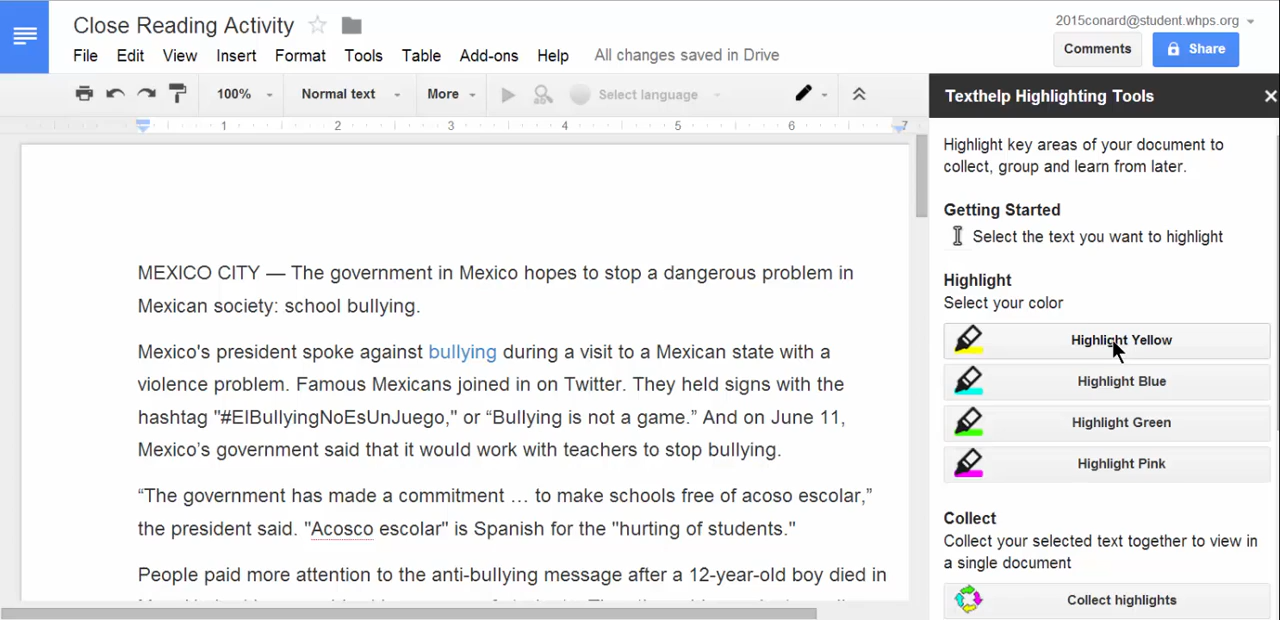 Close Reading Activity
2015conard@student.whps.org
File Edit View Insert Format Tools Table Add-ons Help All changes saved in Drive
Comments Share
100% Normal text More Select language
1 2 3 4 5 6 7
MEXICO CITY — The government in Mexico hopes to stop a dangerous problem in
Mexican society: school bullying.
Mexico's president spoke against bullying during a visit to a Mexican state with a
violence problem. Famous Mexicans joined in on Twitter. They held signs with the
hashtag "#ElBullyingNoEsUnJuego," or “Bullying is not a game.” And on June 11,
Mexico’s government said that it would work with teachers to stop bullying.
“The government has made a commitment … to make schools free of acoso escolar,”
the president said. "Acosco escolar" is Spanish for the "hurting of students."
People paid more attention to the anti-bullying message after a 12-year-old boy died in
Texthelp Highlighting Tools
Highlight key areas of your document to
collect, group and learn from later.
Getting Started
Select the text you want to highlight
Highlight
Select your color
Highlight Yellow
Highlight Blue
Highlight Green
Highlight Pink
Collect
Collect your selected text together to view in
a single document
Collect highlights